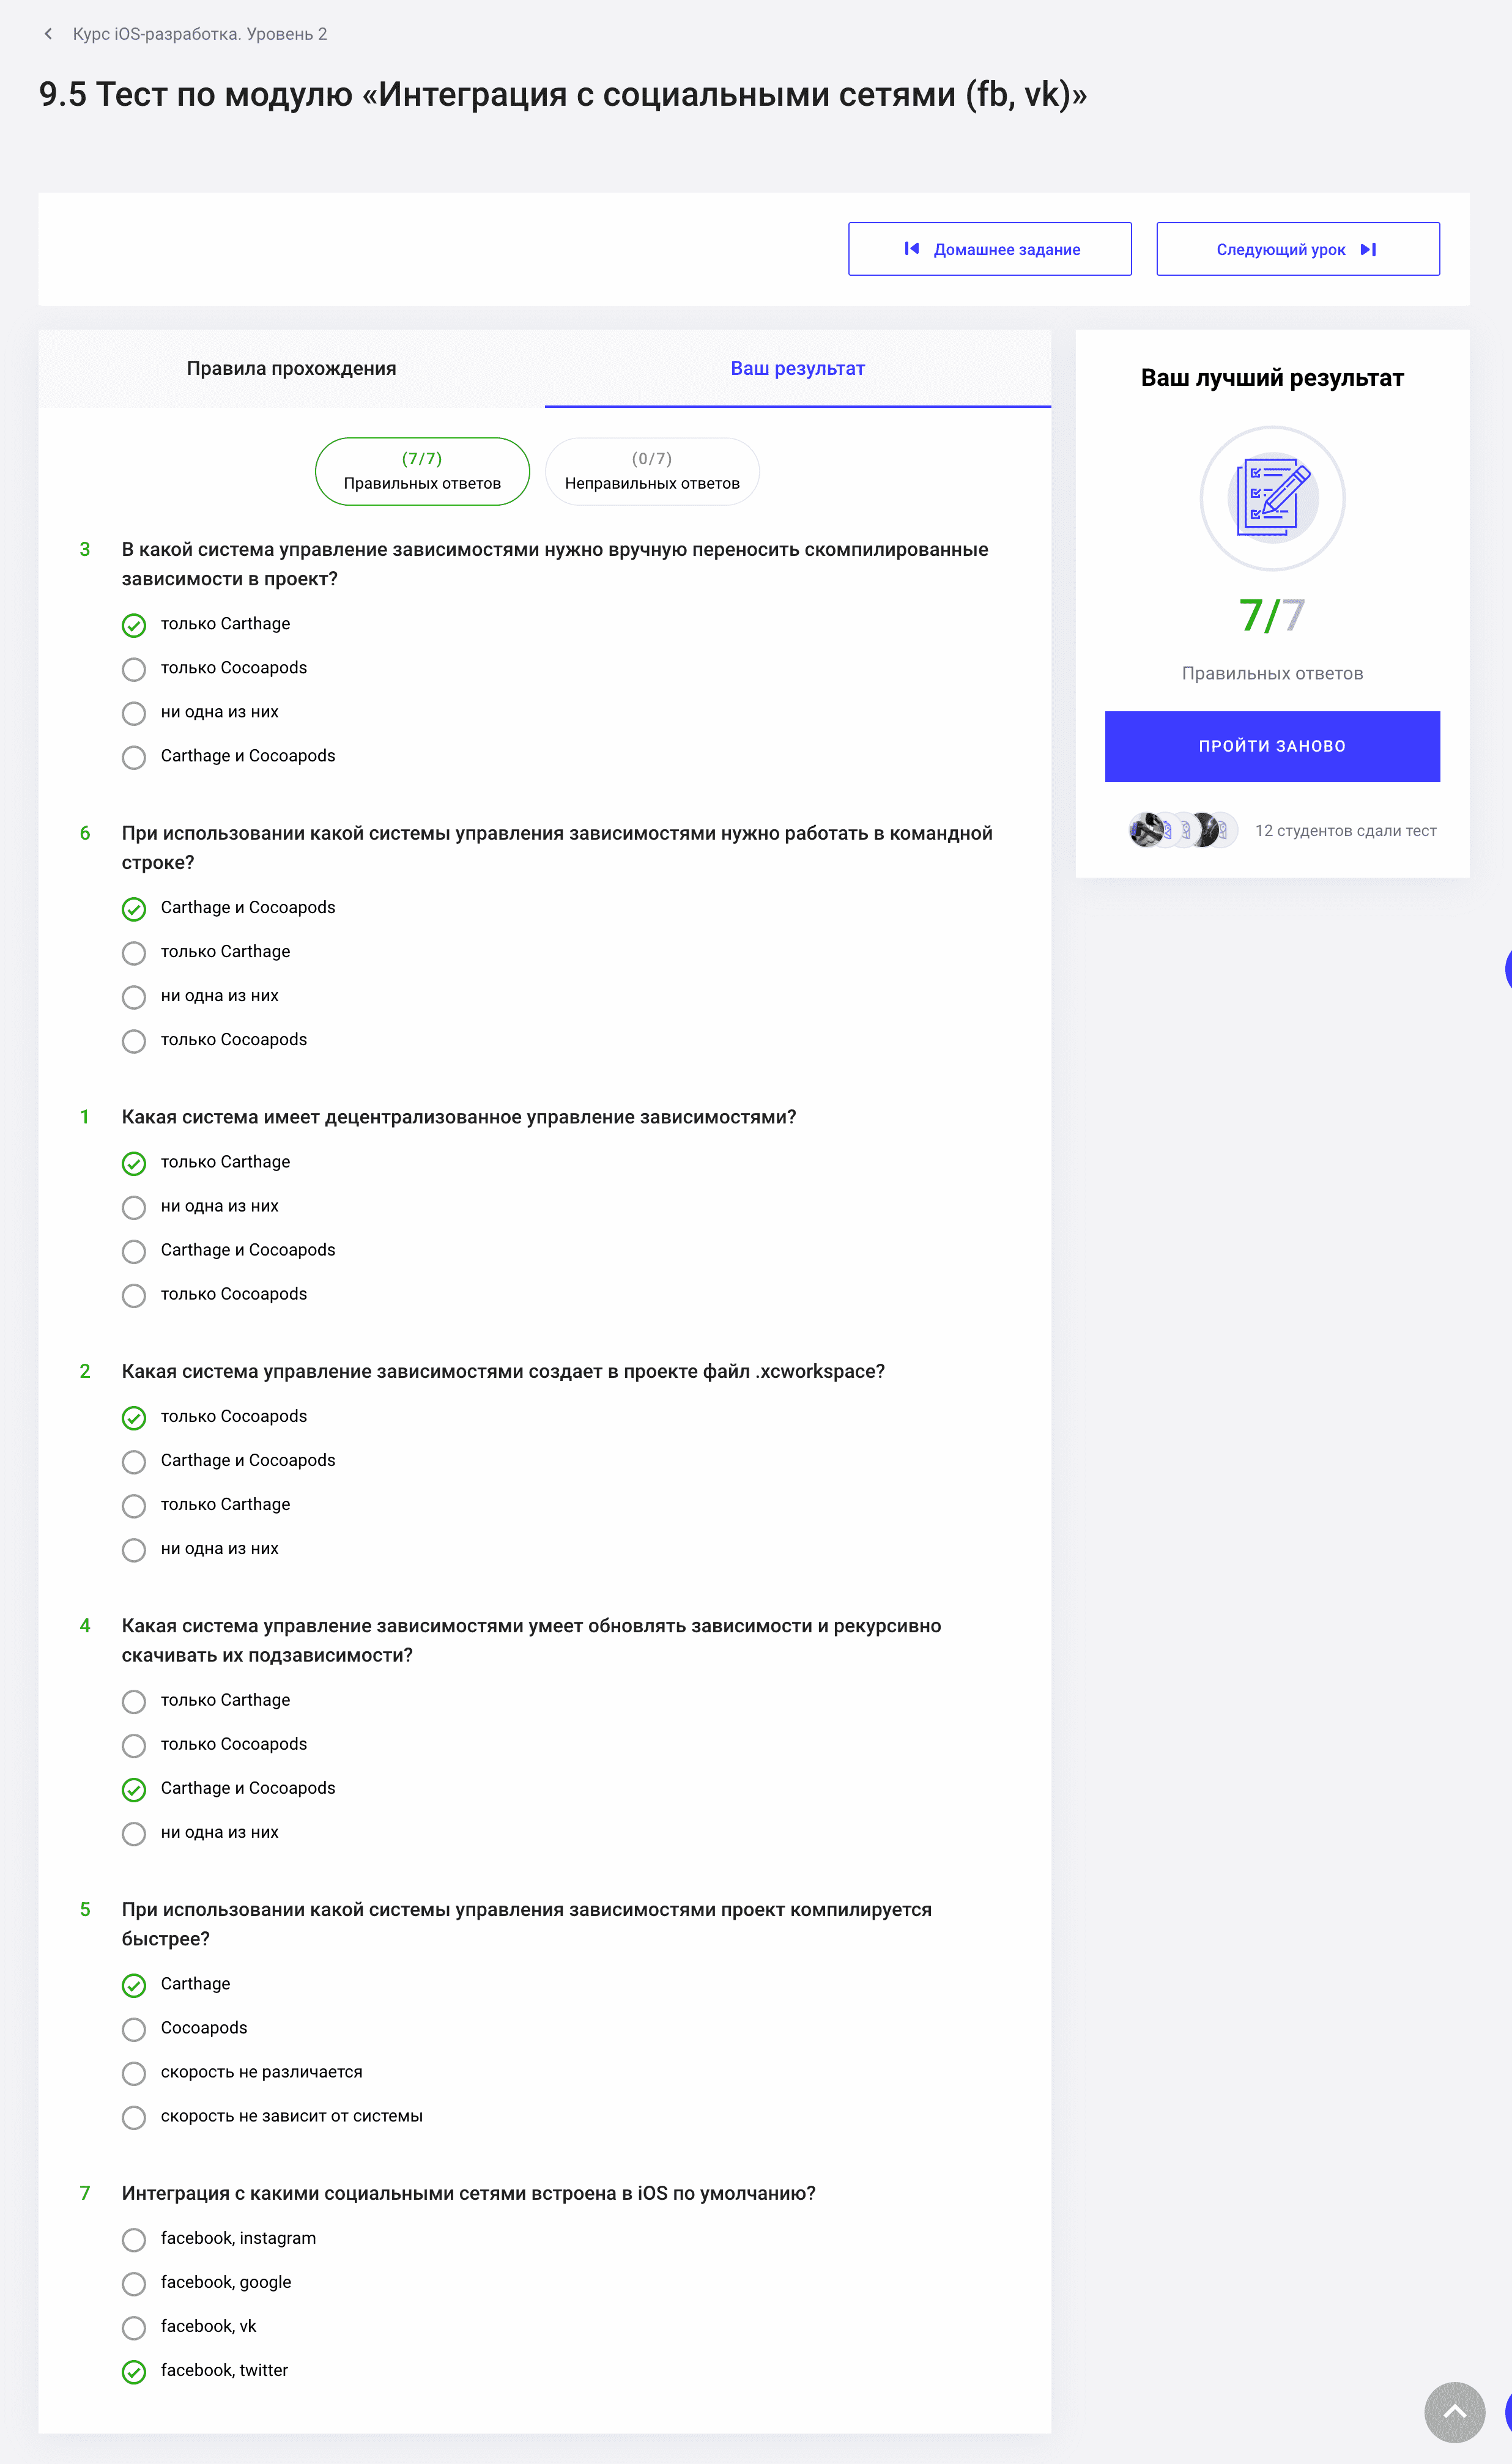 Курс iOS-разработка. Уровень 2
9.5 Тест по модулю «Интеграция с социальными сетями (fb, vk)»
Домашнее задание
Следующий урок
Правила прохождения
Ваш результат
(7/7)
Правильных ответов
(0/7)
Неправильных ответов
3
В какой система управление зависимостями нужно вручную переносить скомпилированные
зависимости в проект?
только Carthage
только Cocoapods
ни одна из них
Carthage и Cocoapods
6
При использовании какой системы управления зависимостями нужно работать в командной
строке?
Carthage и Cocoapods
только Carthage
ни одна из них
только Cocoapods
1
Какая система имеет децентрализованное управление зависимостями?
только Carthage
ни одна из них
Carthage и Cocoapods
только Cocoapods
2
Какая система управление зависимостями создает в проекте файл .xcworkspace?
только Cocoapods
Carthage и Cocoapods
только Carthage
ни одна из них
4
Какая система управление зависимостями умеет обновлять зависимости и рекурсивно
скачивать их подзависимости?
только Carthage
только Cocoapods
Carthage и Cocoapods
ни одна из них
5
При использовании какой системы управления зависимостями проект компилируется
быстрее?
Carthage
Cocoapods
скорость не различается
скорость не зависит от системы
7
Интеграция с какими социальными сетями встроена в iOS по умолчанию?
facebook, instagram
facebook, google
facebook, vk
facebook, twitter
Ваш лучший результат
7/7
Правильных ответов
ПРОЙТИ ЗАНОВО
12 студентов сдали тест